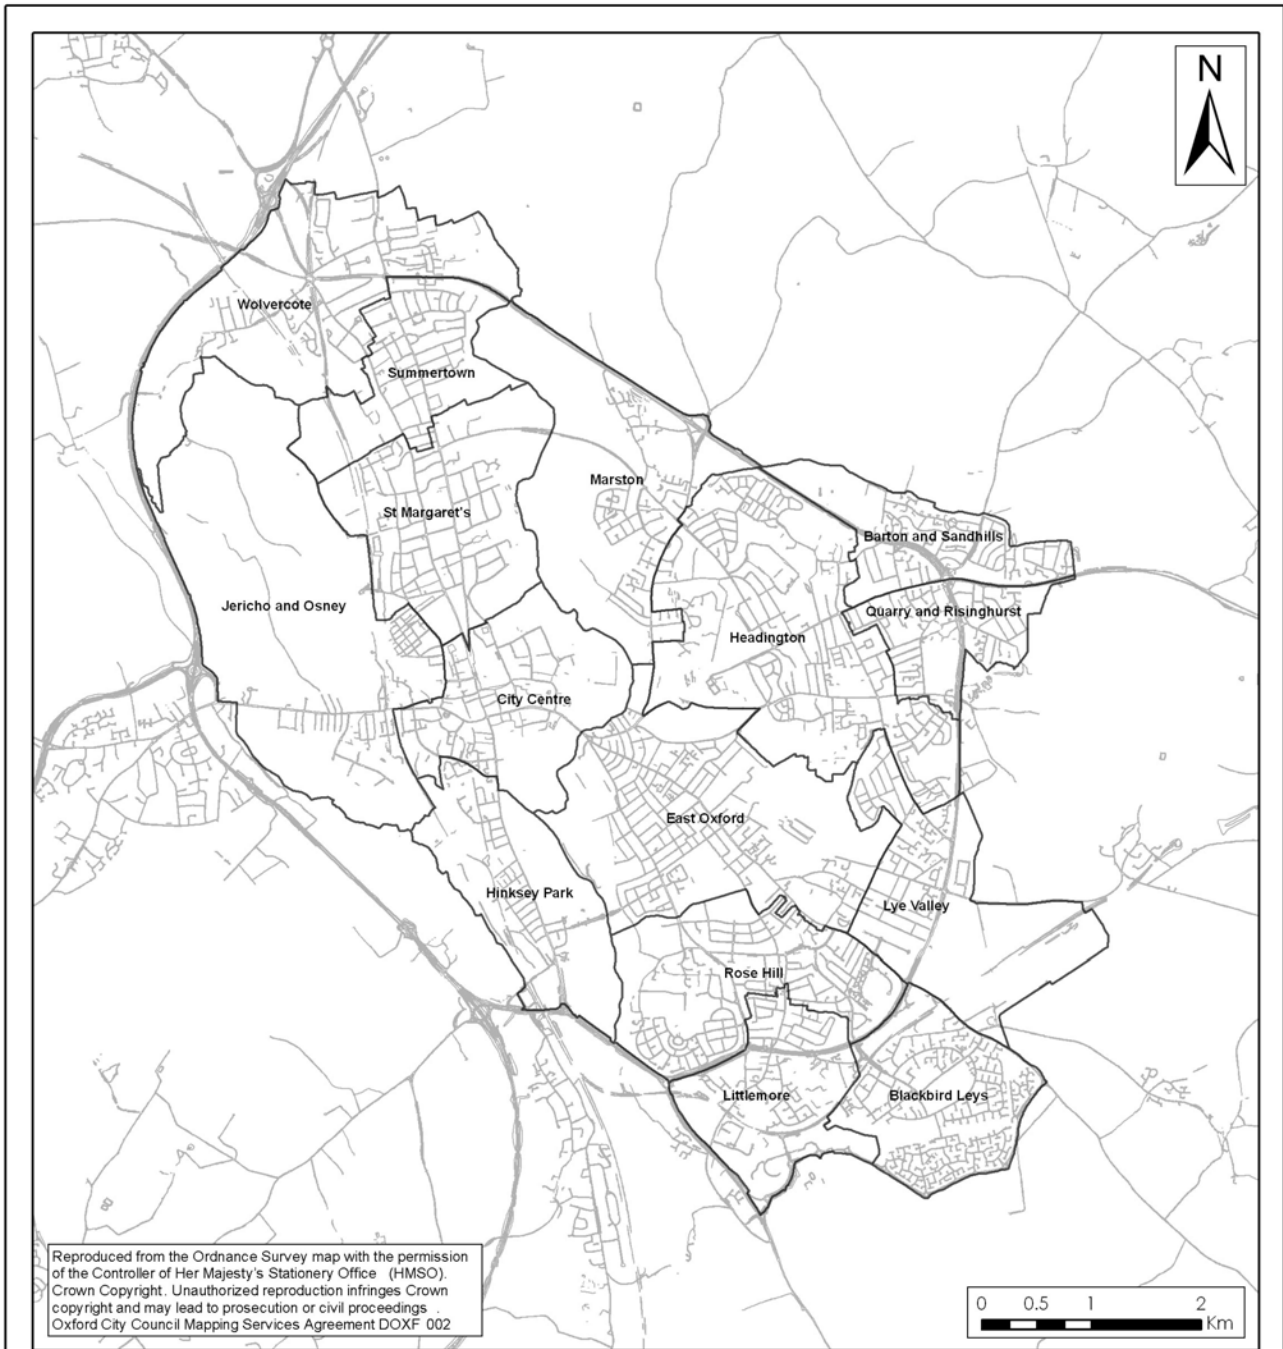 N
Wolvercote
Summertown
Marston
St Margaret's
Barton and Sandhills
Jericho and Osney
Quarry and Risinghurst
Headington
City Centre
East Oxford
Hinksey Park
Lye Valley
Rose Hill
Littlemore
Blackbird Leys
Reproduced from the Ordnance Survey map with the permission
of the Controller of Her Majesty's Stationery Office (HMSO).
Crown Copyright. Unauthorized reproduction infringes Crown
copyright and may lead to prosecution or civil proceedings .
Oxford City Council Mapping Services Agreement DOXF 002
0 0.5 1 2
Km